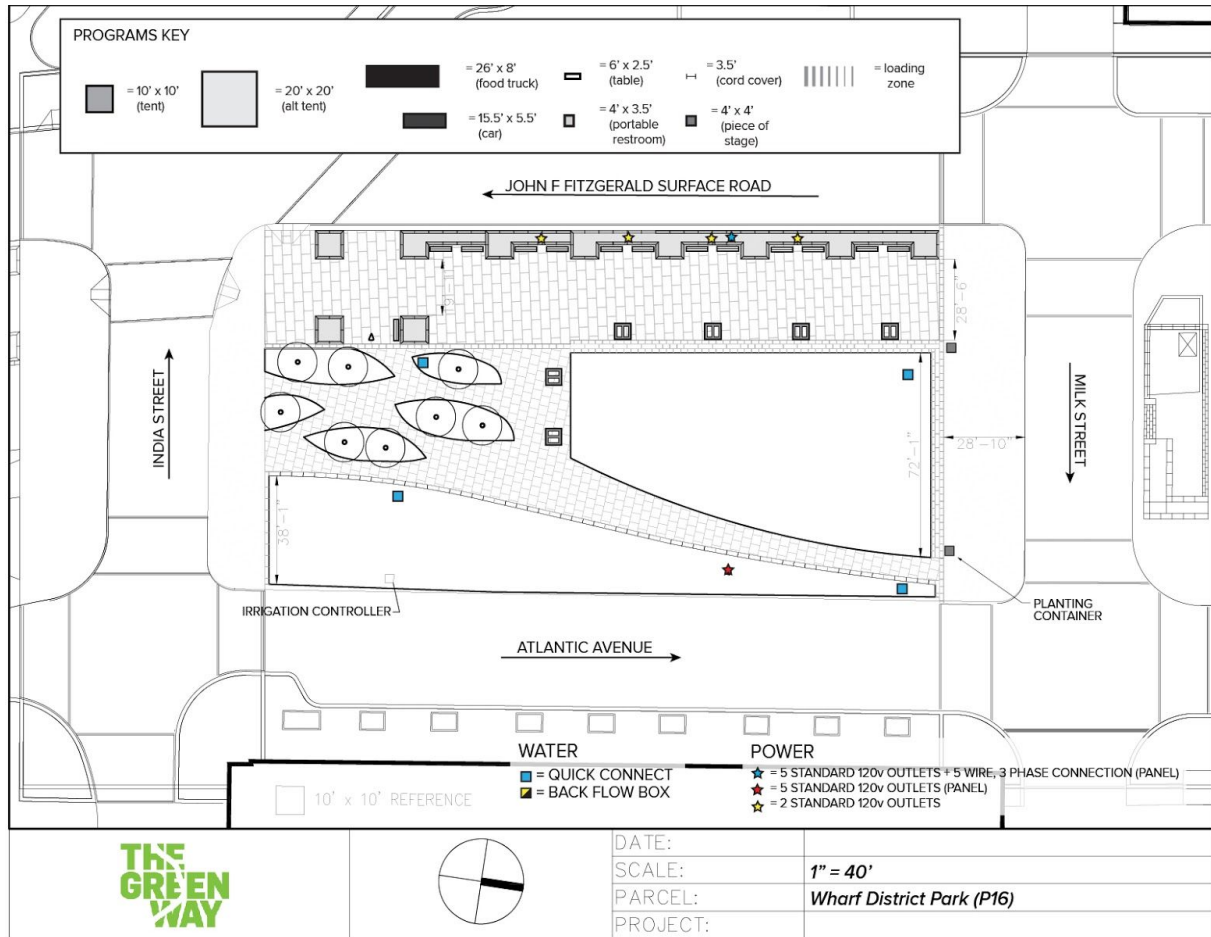 PROGRAMS KEY
= 10' x 10'
(tent)
= 20' x 20'
(alt tent)
= 26' x 8'
(food truck)
= 15.5' x 5.5'
(car)
= 6' x 2.5'
(table)
= 4' x 3.5'
(portable
restroom)
= 3.5'
(cord cover)
= 4' x 4'
(piece of
stage)
= loading
zone
JOHN F FITZGERALD SURFACE ROAD
28'-6"
INDIA STREET
MILK STREET
28'-10"
72'-1"
38'-1"
IRRIGATION CONTROLLER
PLANTING
CONTAINER
ATLANTIC AVENUE
WATER
= QUICK CONNECT
= BACK FLOW BOX
POWER
= 5 STANDARD 120v OUTLETS + 5 WIRE, 3 PHASE CONNECTION (PANEL)
= 5 STANDARD 120v OUTLETS (PANEL)
= 2 STANDARD 120v OUTLETS
10' x 10' REFERENCE
THE
GREEN
WAY
DATE:
SCALE: 1" = 40'
PARCEL: Wharf District Park (P16)
PROJECT: